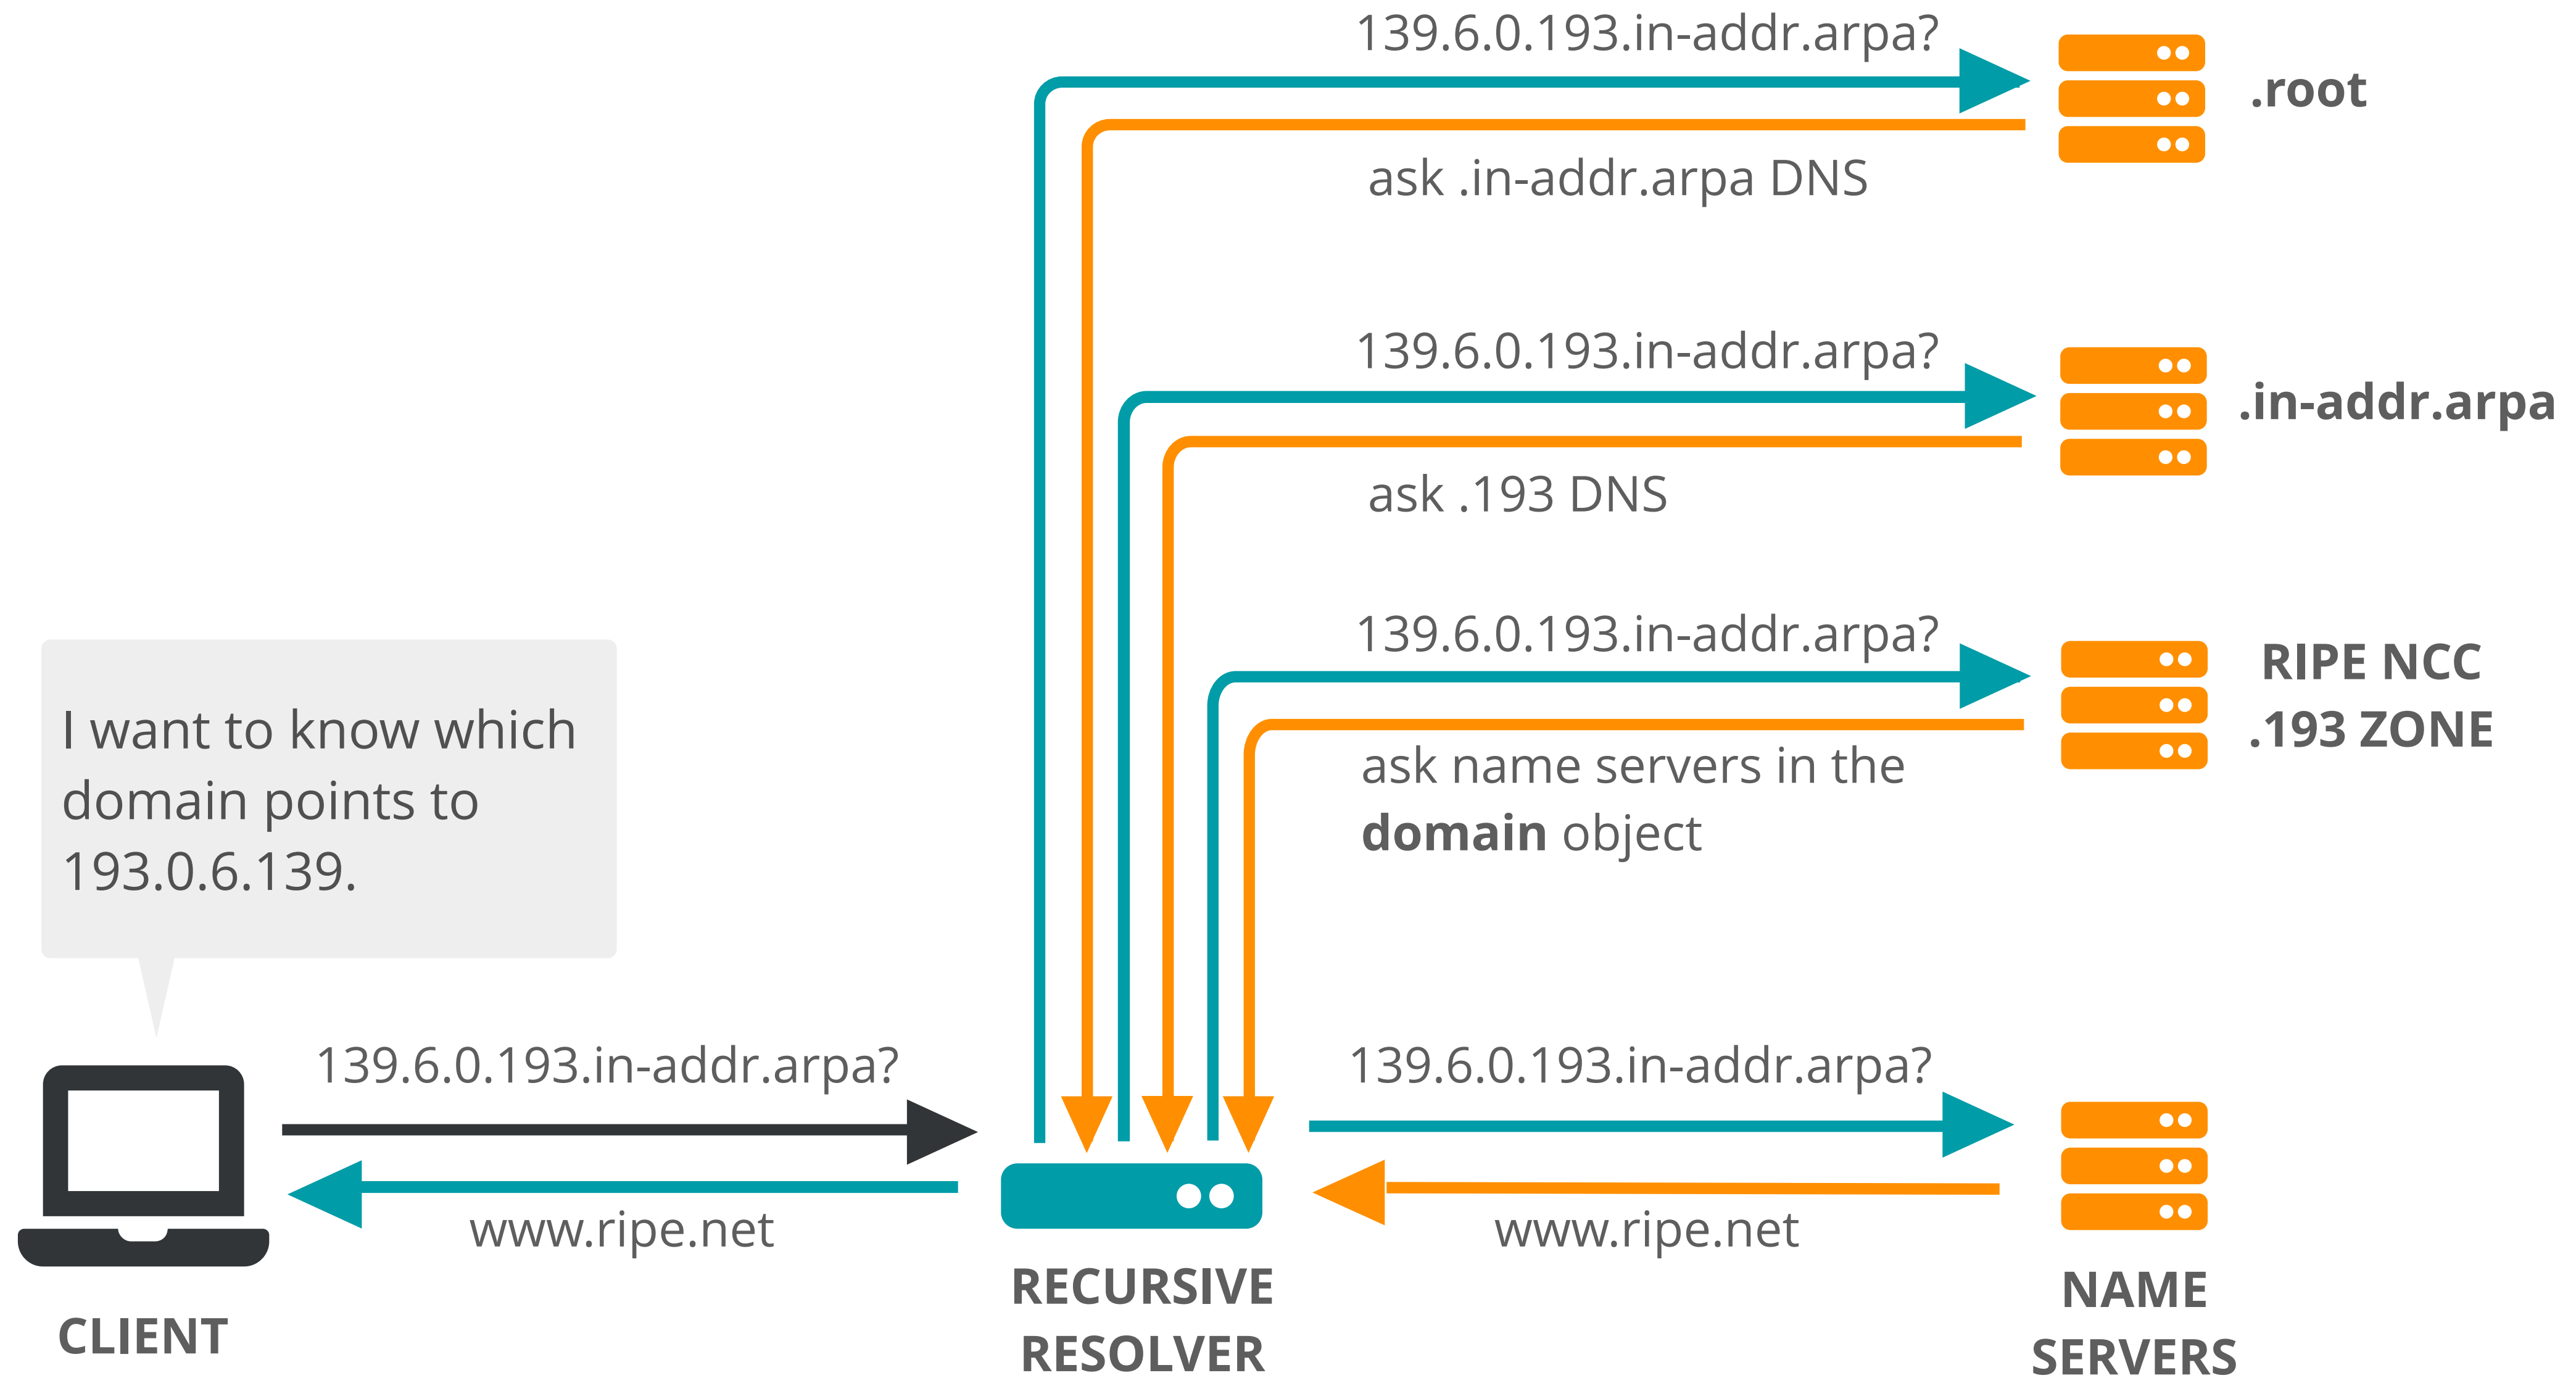 139.6.0.193.in-addr.arpa?
.root
ask .in-addr.arpa DNS
139.6.0.193.in-addr.arpa?
.in-addr.arpa
ask .193 DNS
139.6.0.193.in-addr.arpa?
RIPE NCC
.193 ZONE
ask name servers in the
domain object
I want to know which
domain points to
193.0.6.139.
139.6.0.193.in-addr.arpa?
www.ripe.net
139.6.0.193.in-addr.arpa?
www.ripe.net
CLIENT
RECURSIVE
RESOLVER
NAME
SERVERS